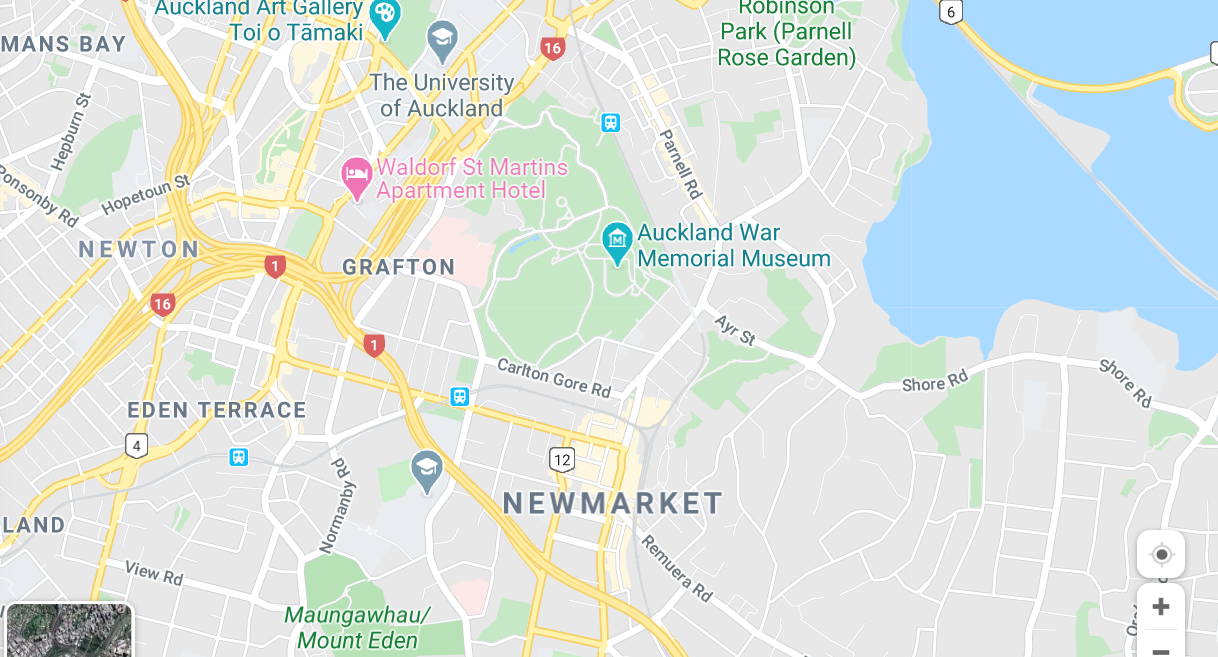 Auckland Art Gallery
Toi o Tāmaki
Robinson
Park (Parnell
Rose Garden)
6
MANS BAY
16
The University
of Auckland
Hepburn St
Parnell Rd
Waldorf St Martins
Apartment Hotel
Ponsonby Rd
Hopetoun St
NEWTON
Auckland War
Memorial Museum
M
1
GRAFTON
16
Ayr St
1
Carlton Gore Rd
Shore Rd
Shore Rd
EDEN TERRACE
4
12
Normanby Rd
NEWMARKET
LAND
View Rd
Remuera Rd
Maungawhau/
Mount Eden